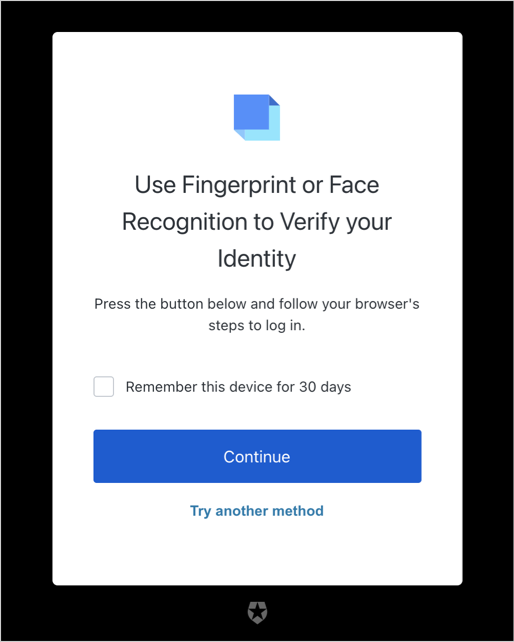 Use Fingerprint or Face
Recognition to Verify your
Identity
Press the button below and follow your browser's
steps to log in.
Remember this device for 30 days
Continue
Try another method